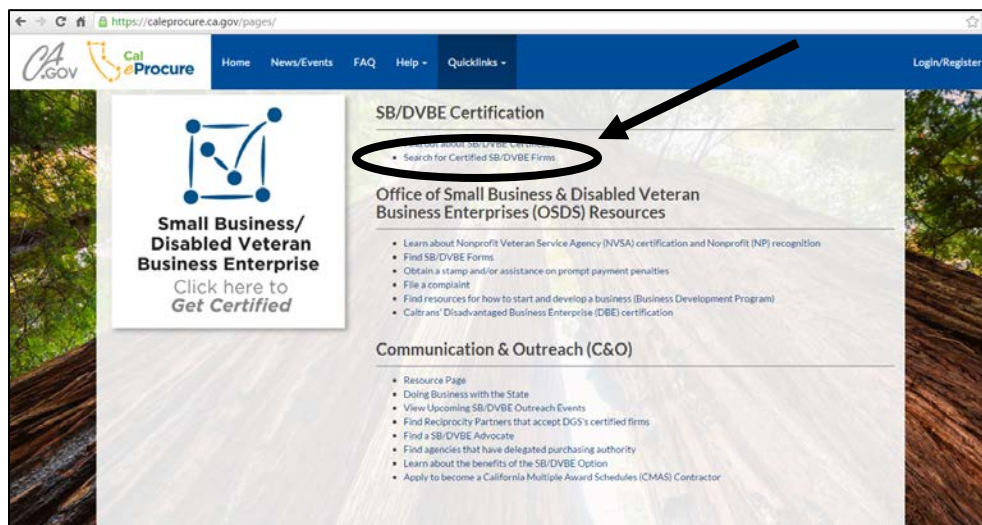 https://caleprocure.ca.gov/pages/
CA.GOV
Cal eProcure
Home News/Events FAQ Help Quicklinks Login/Register
Small Business/
Disabled Veteran
Business Enterprise
Click here to
Get Certified
SB/DVBE Certification
about SB/DVBE
Search for Certified SB/DVBE Firms
Office of Small Business & Disabled Veteran
Business Enterprises (OSDS) Resources
Learn about Nonprofit Veteran Service Agency (NVSA) certification and Nonprofit (NP) recognition
Find SB/DVBE Forms
Obtain a stamp and/or assistance on prompt payment penalties
File a complaint
Find resources for how to start and develop a business (Business Development Program)
Caltrans' Disadvantaged Business Enterprise (DBE) certification
Communication & Outreach (C&O)
Resource Page
Doing Business with the State
View Upcoming SB/DVBE Outreach Events
Find Reciprocity Partners that accept DGS's certified firms
Find a SB/DVBE Advocate
Find agencies that have delegated purchasing authority
Learn about the benefits of the SB/DVBE Option
Apply to become a California Multiple Award Schedules (CMAS) Contractor